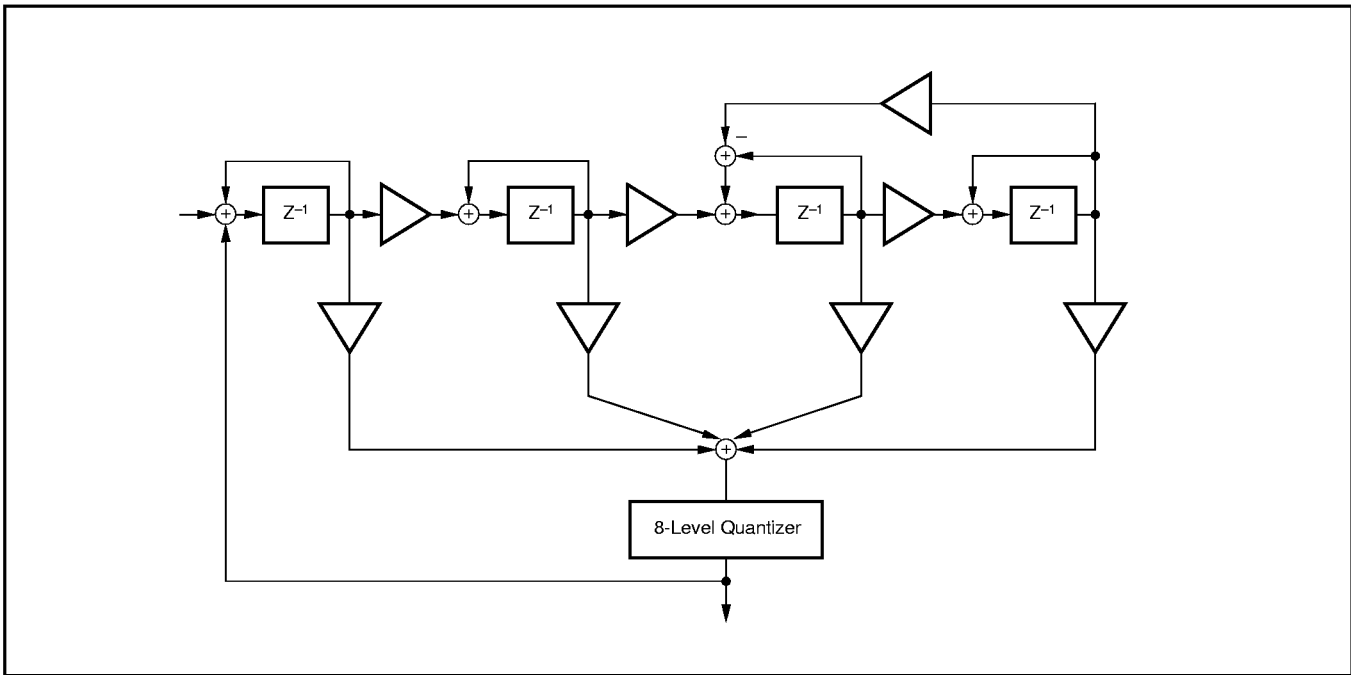 −
+
+ Z⁻¹ + Z⁻¹ + Z⁻¹ + Z⁻¹
+
8-Level Quantizer